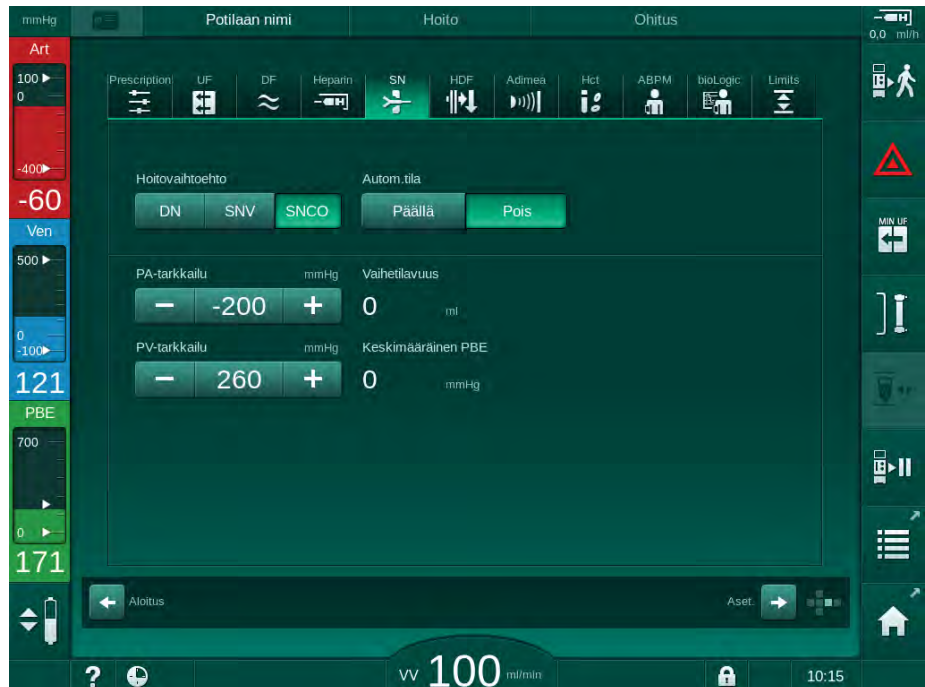 mmHg Potilaan nimi Hoito Ohitus 0,0 ml/h
Art
100
0
-400
-60
Ven
500
0
-100
121
PBE
700
0
171
Prescription UF DF Heparin SN HDF Adimea Hct ABPM bioLogic Limits
Hoitovaihtoehto Autom.tila
DN SNV SNCO Päällä Pois
PA-tarkkailu mmHg Vaihetilavuus
− -200 + 0 ml
PV-tarkkailu mmHg Keskimääräinen PBE
− 260 + 0 mmHg
MIN UF
Aloitus Aset.
? VV 100 ml/min 10:15